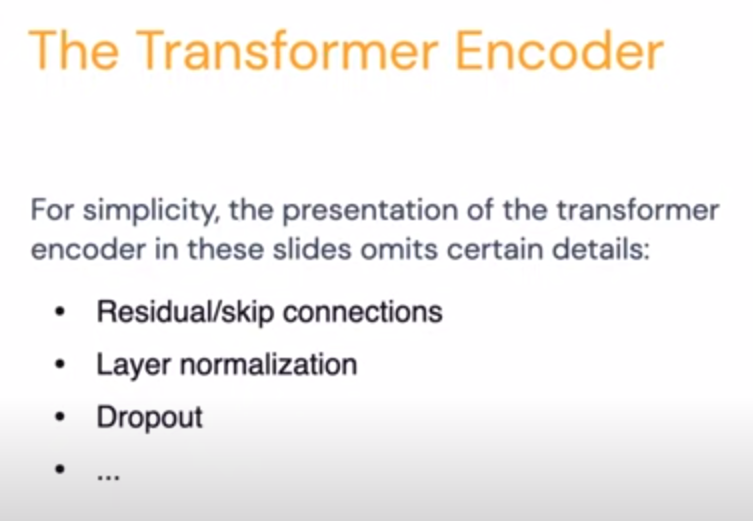 The Transformer Encoder
For simplicity, the presentation of the transformer
encoder in these slides omits certain details:
• Residual/skip connections
• Layer normalization
• Dropout
• ...